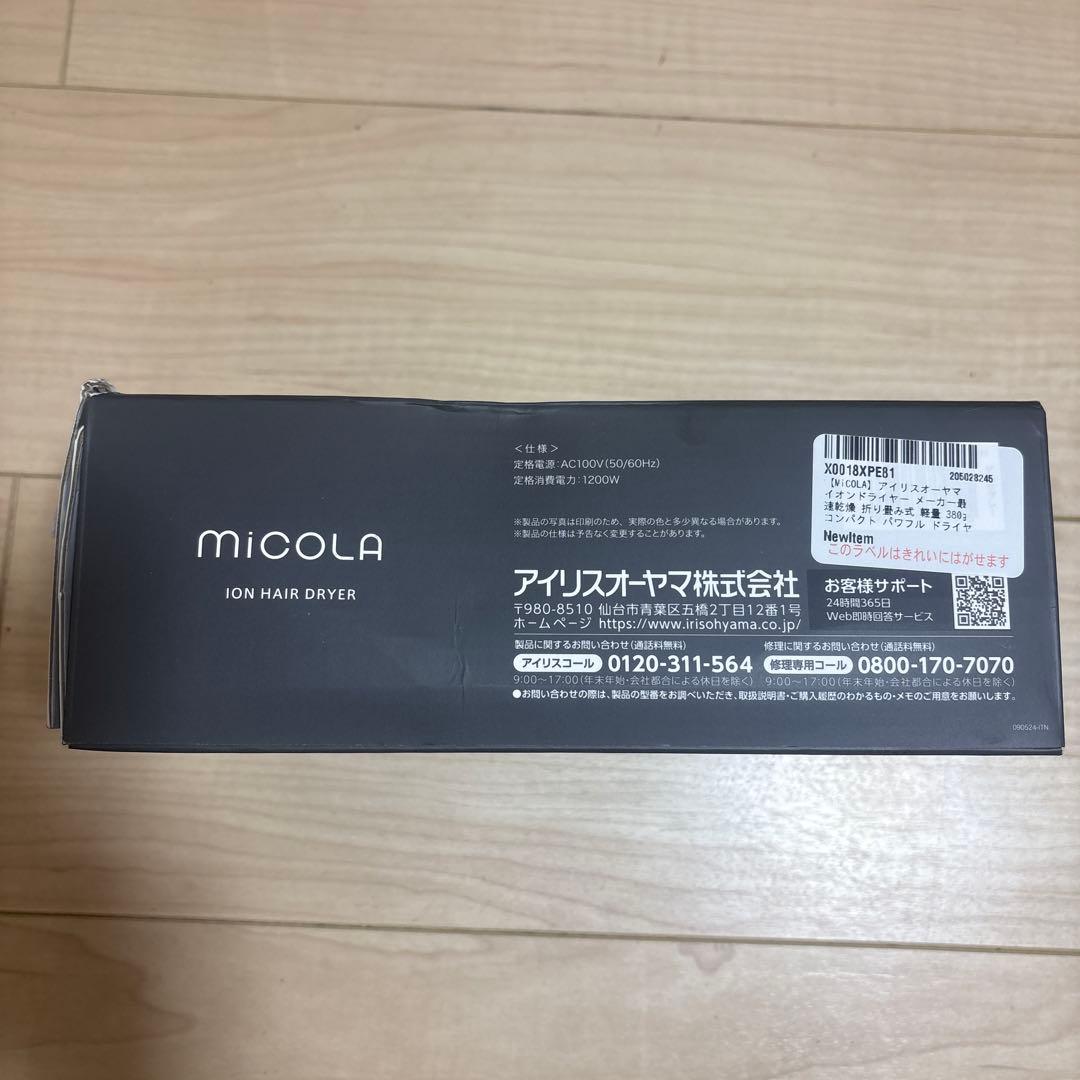 micoLA
ION HAIR DRYER
＜仕様＞
定格電源：AC100V（50/60Hz）
定格消費電力：1200W
※製品の写真は印刷のため、実際の色と多少異なる場合があります。
※製品の仕様は予告なく変更することがあります。
アイリスオーヤマ株式会社
〒980-8510 仙台市青葉区五橋2丁目12番1号
ホームページ https://www.irisohyama.co.jp/
お客様サポート
24時間365日
Web即時回答サービス
製品に関するお問い合わせ（通話料無料）
アイリスコール 0120-311-564
9:00～17:00（年末年始・会社都合による休日を除く）
修理に関するお問い合わせ（通話料無料）
修理専用コール 0800-170-7070
9:00～17:00（年末年始・会社都合による休日を除く）
●お問い合わせの際は、製品の型番をお調べいただき、取扱説明書・ご購入履歴のわかるもの・メモのご用意をお願いします。
090524-ITN
X0018XPE81
205028245
【MiCOLA】アイリスオーヤマ
イオンドライヤー メーカー最
速乾燥 折り畳み式 軽量 380g
コンパクト パワフル ドライヤ
NewItem
このラベルはきれいにはがせます